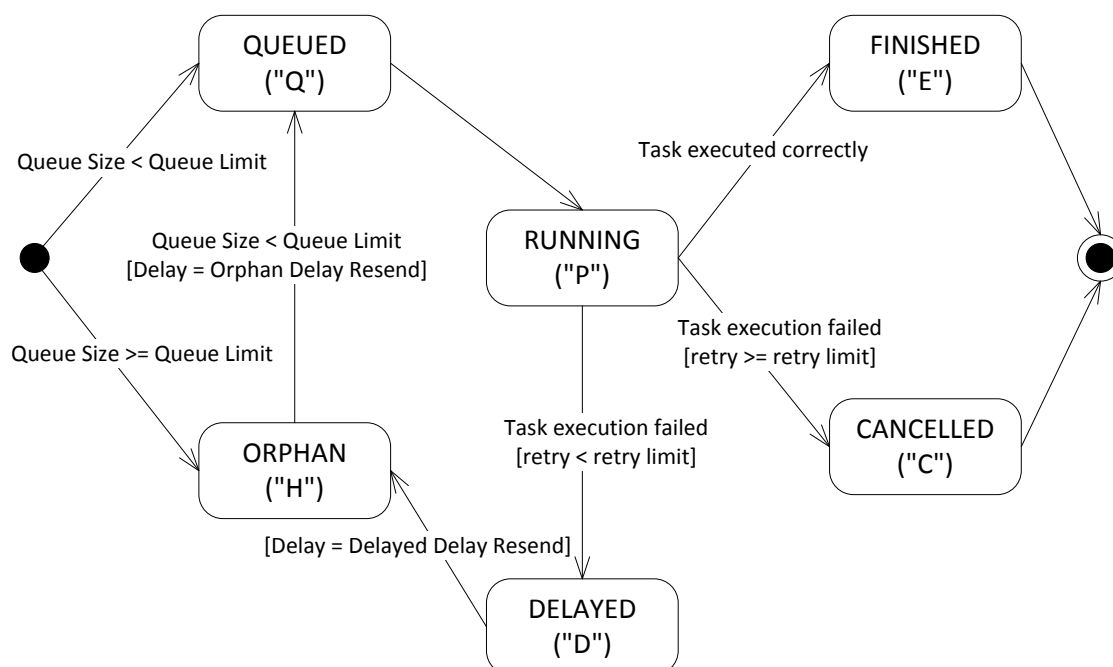 QUEUED
("Q")
FINISHED
("E")
Queue Size < Queue Limit
Task executed correctly
Queue Size < Queue Limit
[Delay = Orphan Delay Resend]
RUNNING
("P")
Queue Size >= Queue Limit
Task execution failed
[retry >= retry limit]
ORPHAN
("H")
Task execution failed
[retry < retry limit]
CANCELLED
("C")
[Delay = Delayed Delay Resend]
DELAYED
("D")